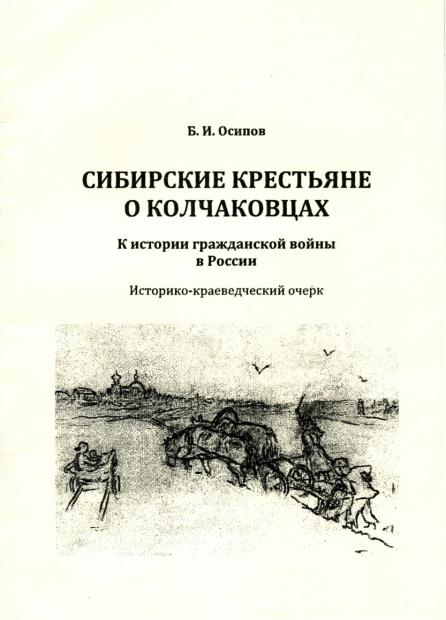 Б. И. Осипов
СИБИРСКИЕ КРЕСТЬЯНЕ
О КОЛЧАКОВЦАХ
К истории гражданской войны
в России
Историко-краеведческий очерк